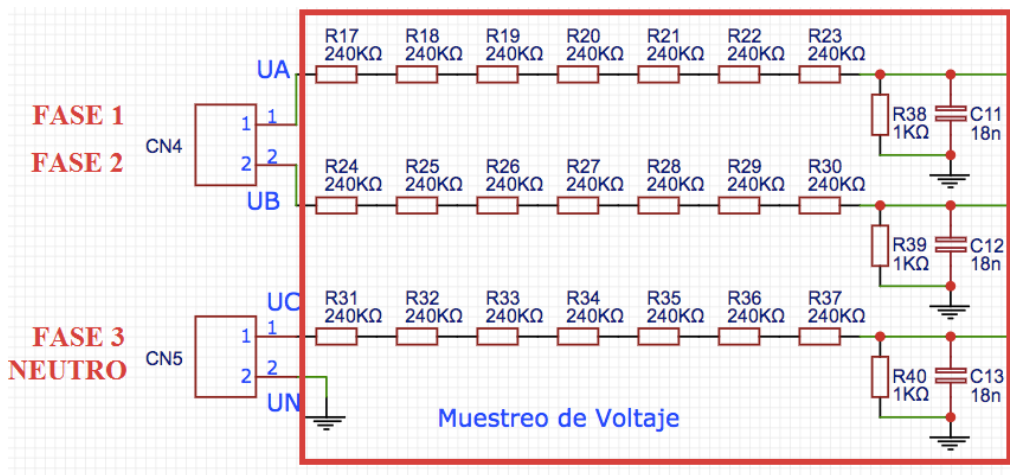 R17 R18 R19 R20 R21 R22 R23
240KΩ 240KΩ 240KΩ 240KΩ 240KΩ 240KΩ 240KΩ
UA
FASE 1
1 1
R38
1KΩ
C11
18n
CN4
FASE 2
2 2
R24 R25 R26 R27 R28 R29 R30
240KΩ 240KΩ 240KΩ 240KΩ 240KΩ 240KΩ 240KΩ
UB
R39
1KΩ
C12
18n
UC
R31 R32 R33 R34 R35 R36 R37
240KΩ 240KΩ 240KΩ 240KΩ 240KΩ 240KΩ 240KΩ
FASE 3
1 1
CN5
NEUTRO
2 2
R40
1KΩ
C13
18n
UN
Muestreo de Voltaje